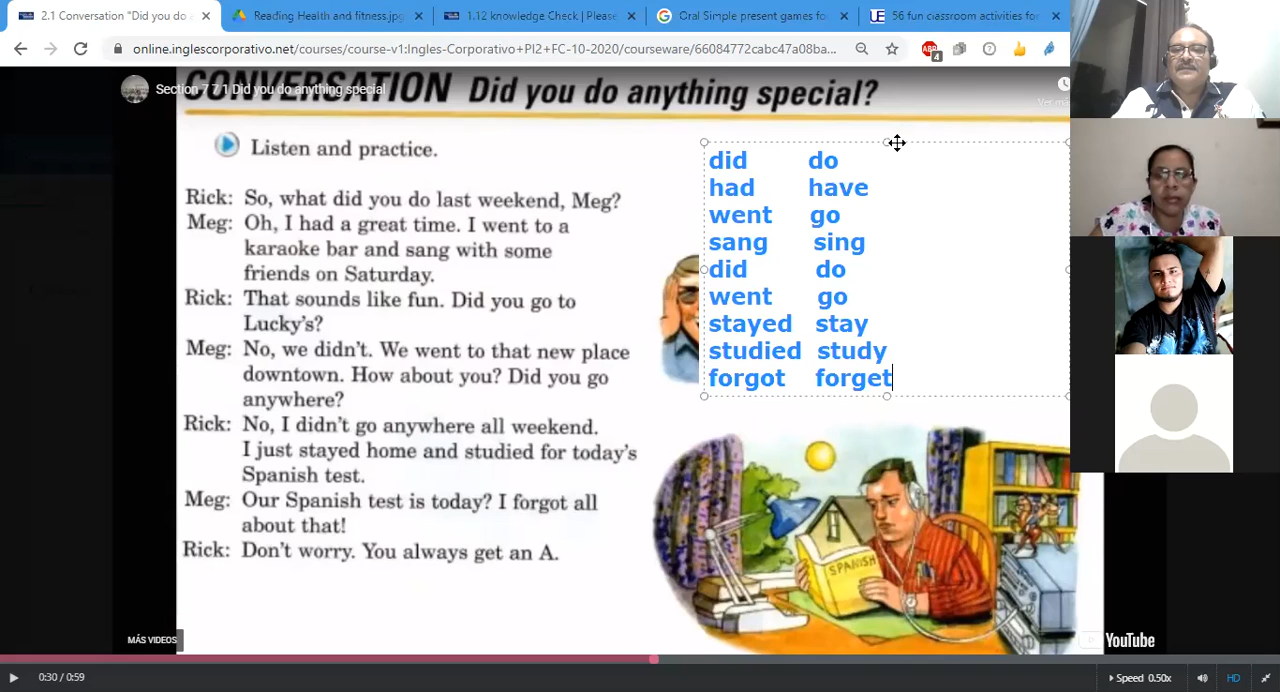 2.1 Conversation "Did you do a
Reading Health and fitness.jpg
1.12 knowledge Check | Please
Oral Simple present games fo
56 fun classroom activities for
online.inglescorporativo.net/courses/course-v1:Ingles-Corporativo+PI2+FC-10-2020/courseware/66084772cabc47a08ba...
ABP
4
CONVERSATION Did you do anything special?
Section 7 7 1 Did you do anything special
Listen and practice.
Rick: So, what did you do last weekend, Meg?
Meg: Oh, I had a great time. I went to a
karaoke bar and sang with some
friends on Saturday.
Rick: That sounds like fun. Did you go to
Lucky's?
Meg: No, we didn't. We went to that new place
downtown. How about you? Did you go
anywhere?
Rick: No, I didn't go anywhere all weekend.
I just stayed home and studied for today's
Spanish test.
Meg: Our Spanish test is today? I forgot all
about that!
Rick: Don't worry. You always get an A.
did do
had have
went go
sang sing
did do
went go
stayed stay
studied study
forgot forget
SPANISH
MÁS VIDEOS
YouTube
0:30 / 0:59
Speed 0.50x
HD